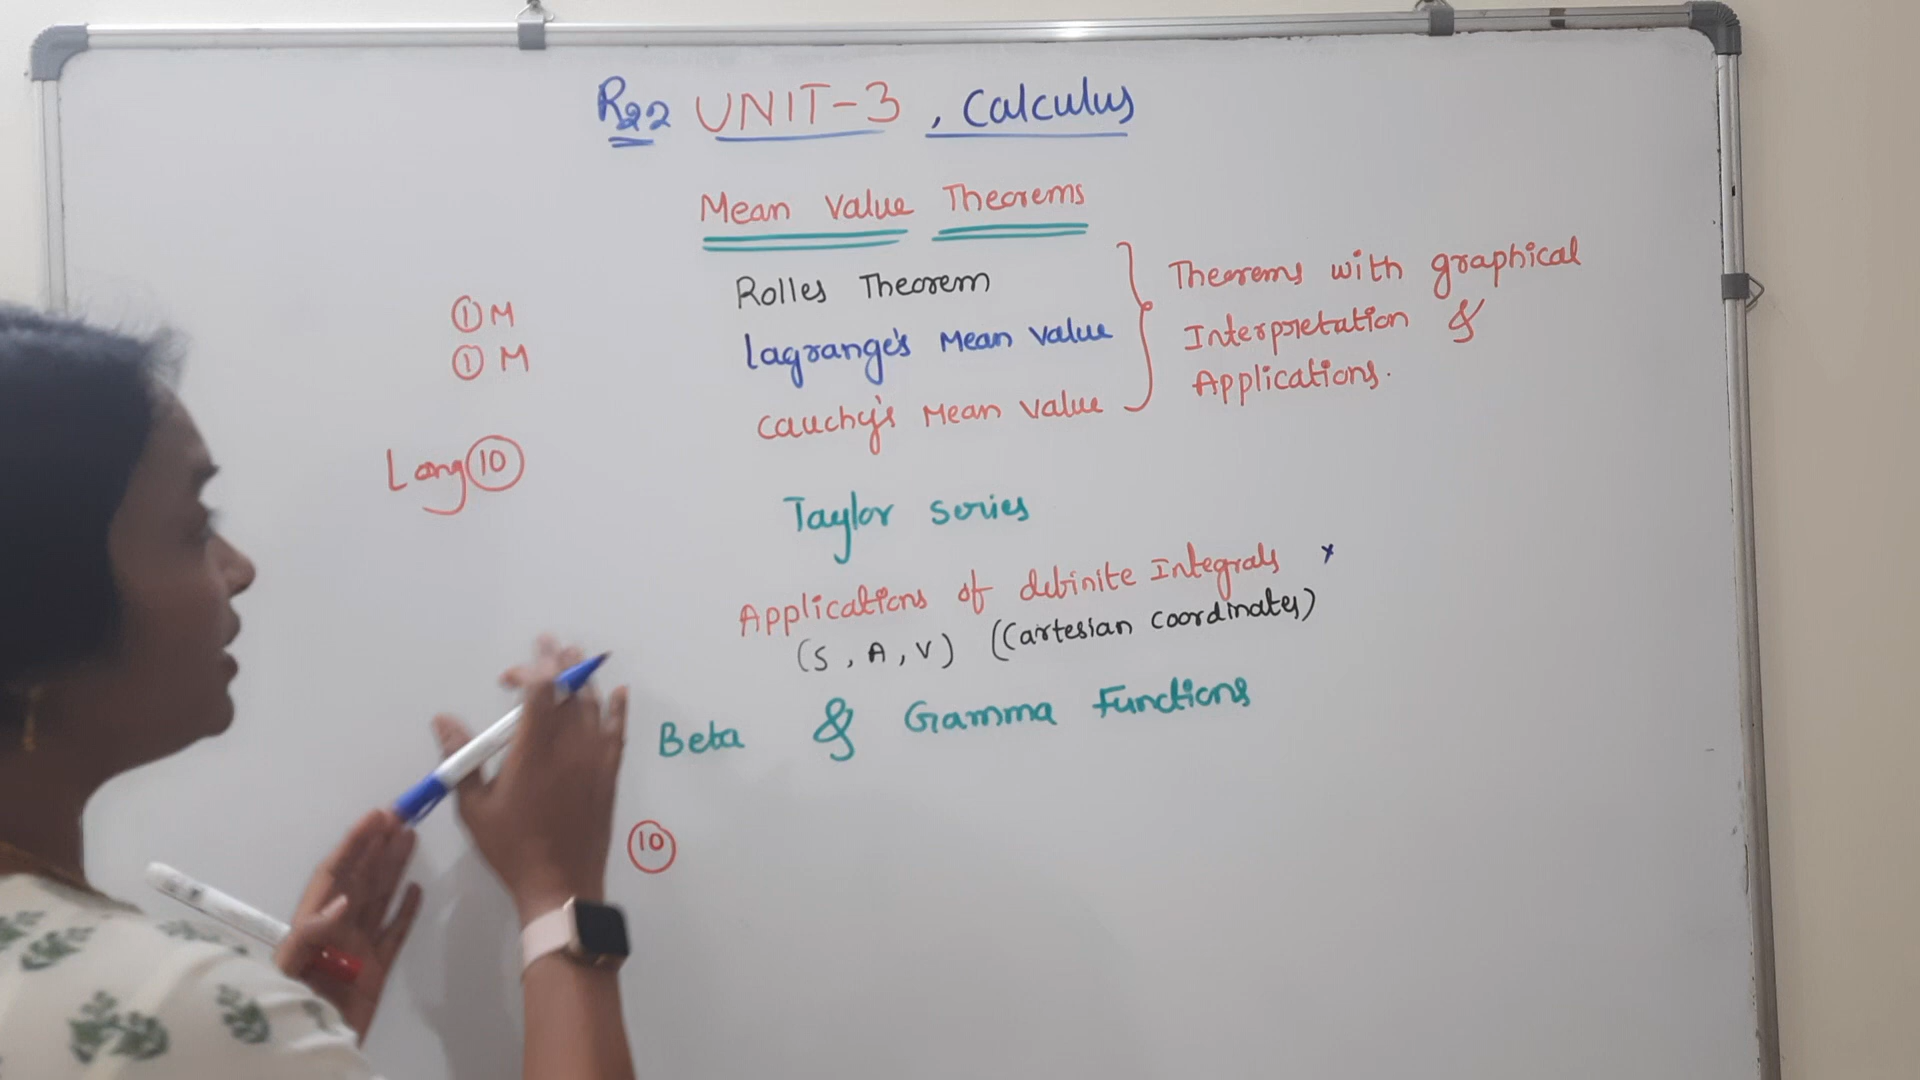 R22 UNIT-3, Calculus
Mean Value Theorems
Rolles Theorem
Lagrange's Mean Value
Cauchy's Mean Value
Theorems with graphical
Interpretation &
Applications.
① M
① M
Long ⑩
Taylor series
Applications of definite Integrals *
(S, A, V) (Cartesian coordinates)
Beta & Gamma Functions
⑩